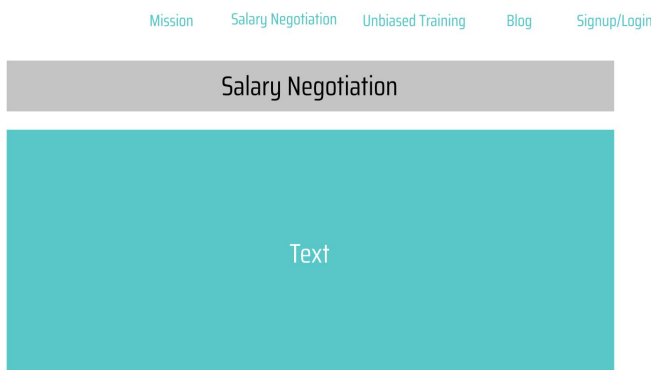 Mission Salary Negotiation Unbiased Training Blog Signup/Login
Salary Negotiation
Text